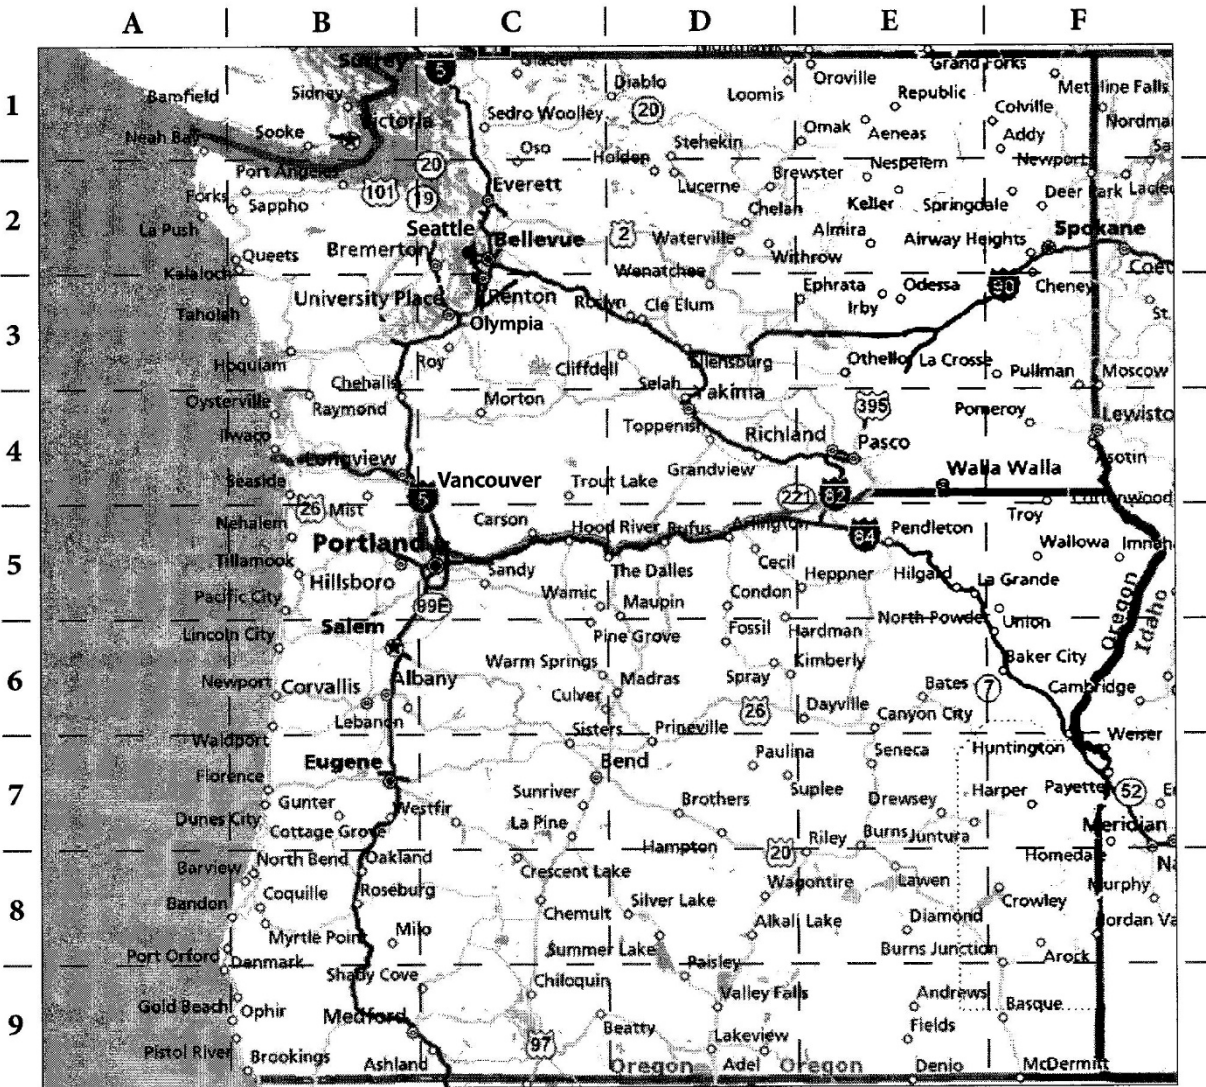 A B C D E F
1
Surrey
5
Glacier
Diablo
Oroville
Grand Forks
Metaline Falls
Bamfield
Sidney
Loomis
Republic
Colville
Sedro Woolley
20
Neah Bay
Sooke
Victoria
Omak
Aeneas
Addy
Oso
Holden
Stehekin
Nespelem
Newport
Port Angeles
20
2
101
19
Everett
Lucerne
Brewster
Deer Park
Forks
Sappho
Chelan
Keller
Springdale
La Push
Seattle
Bellevue
2
Waterville
Almira
Airway Heights
Spokane
Bremerton
Withrow
Queets
Kalaloch
Wenatchee
3
University Place
Renton
Roslyn
Cle Elum
Ephrata
Irby
Odessa
90
Cheney
Taholah
Olympia
Hoquiam
Roy
Cliffdell
Ellensburg
Othello
La Crosse
Pullman
Moscow
Chehalis
Selah
4
Oysterville
Raymond
Morton
Yakima
395
Pomeroy
Toppenish
Richland
Pasco
Ilwaco
Longview
Grandview
Walla Walla
Asotin
Seaside
Vancouver
Trout Lake
221
82
Cottonwood
5
26
Mist
5
Nehalem
Carson
Hood River
Rufus
Arlington
84
Pendleton
Troy
Portland
Wallowa
Tillamook
Hillsboro
Sandy
The Dalles
Cecil
Heppner
Hilgard
La Grande
Pacific City
99E
Wamic
Maupin
Condon
North Powder
Union
Oregon
Idaho
6
Lincoln City
Salem
Pine Grove
Fossil
Hardman
Warm Springs
Kimberly
Baker City
Newport
Corvallis
Albany
Culver
Madras
Spray
Bates
7
Cambridge
Lebanon
Sisters
Prineville
26
Dayville
Canyon City
Waldport
Seneca
Huntington
Weiser
7
Eugene
Bend
Paulina
Florence
Gunter
Westfir
Sunriver
Brothers
Suplee
Drewsey
Harper
Payette
52
Dunes City
Cottage Grove
La Pine
Hampton
20
Riley
Burns
Juntura
Meridian
8
Barview
North Bend
Oakland
Crescent Lake
Wagontire
Lawen
Homedale
Murphy
Coquille
Roseburg
Bandon
Chemult
Silver Lake
Alkali Lake
Diamond
Crowley
Myrtle Point
Milo
Summer Lake
Burns Junction
Port Orford
Denmark
Paisley
Arock
9
Shady Cove
Chiloquin
Valley Falls
Andrews
Basque
Gold Beach
Ophir
Medford
Beatty
Fields
Pistol River
Brookings
Ashland
97
Lakeview
Oregon
Adel
Oregon
Denio
McDermitt